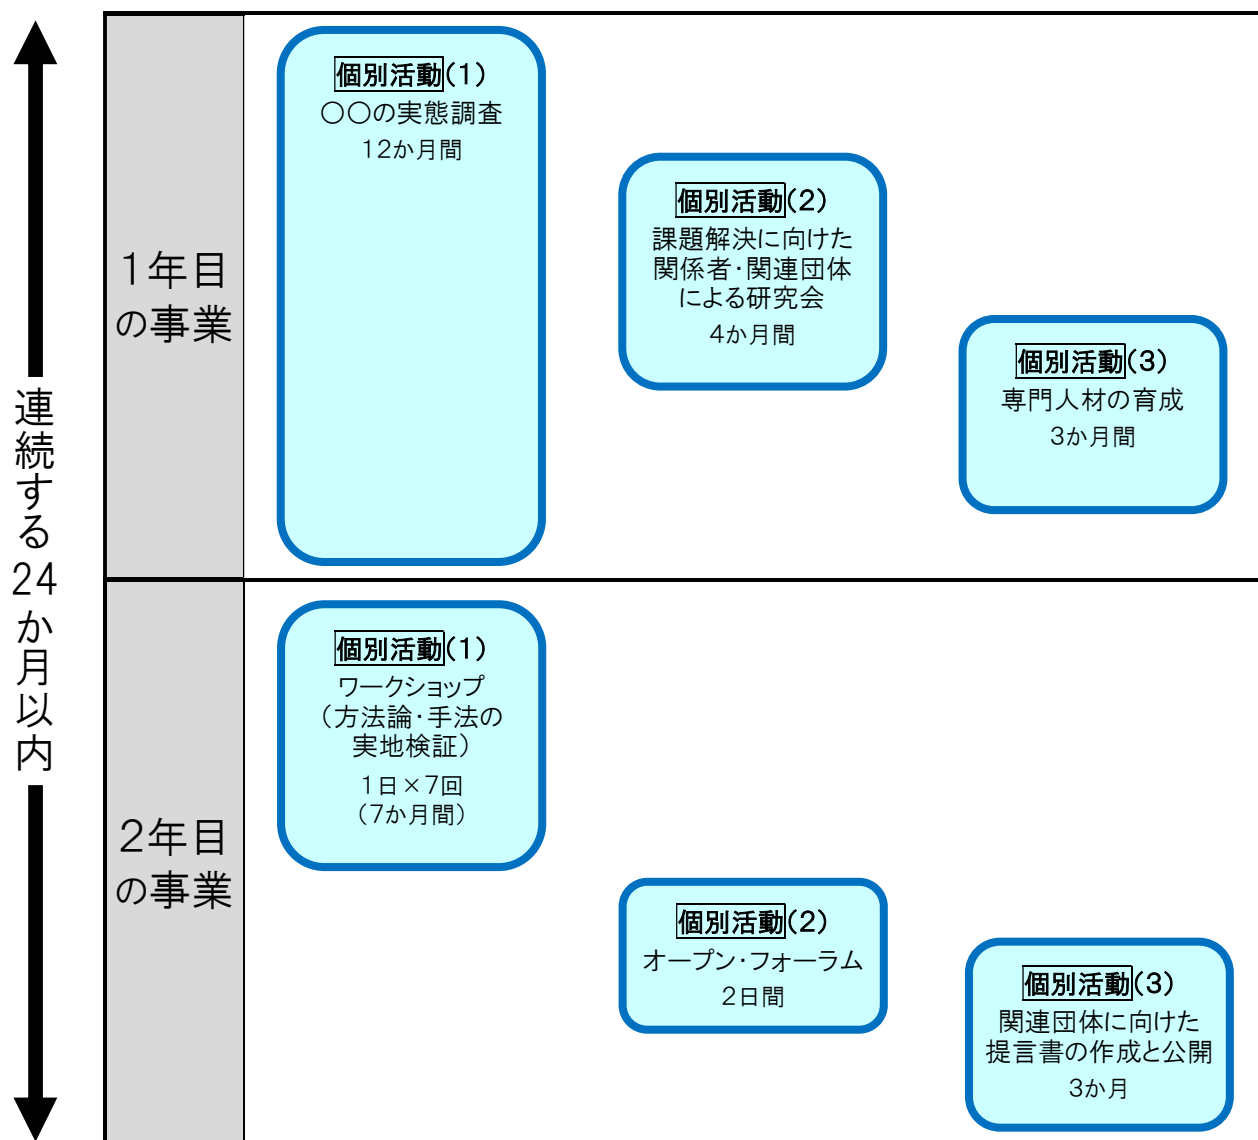 連続する24か月以内
1年目
の事業
個別活動(1)
〇〇の実態調査
12か月間
個別活動(2)
課題解決に向けた
関係者・関連団体
による研究会
4か月間
個別活動(3)
専門人材の育成
3か月間
2年目
の事業
個別活動(1)
ワークショップ
(方法論・手法の
実地検証)
1日×7回
(7か月間)
個別活動(2)
オープン・フォーラム
2日間
個別活動(3)
関連団体に向けた
提言書の作成と公開
3か月